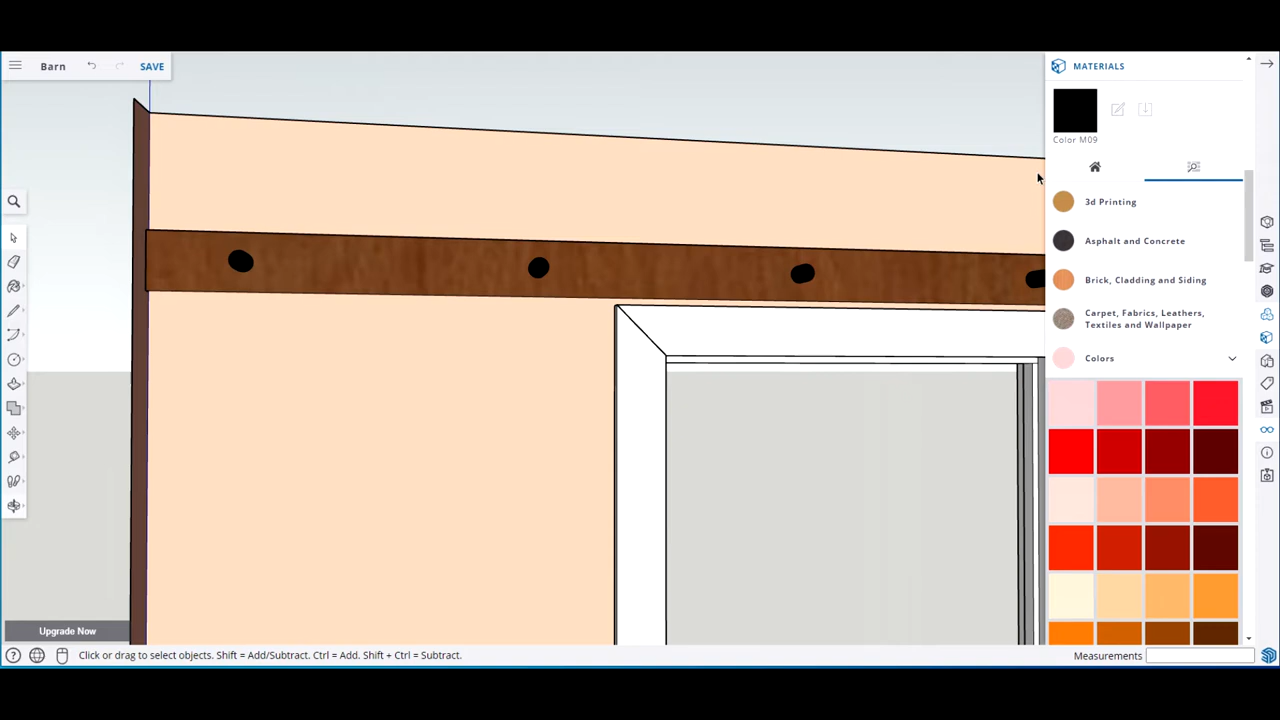 Barn
SAVE
MATERIALS
Color M09
3d Printing
Asphalt and Concrete
Brick, Cladding and Siding
Carpet, Fabrics, Leathers,
Textiles and Wallpaper
Colors
Upgrade Now
Click or drag to select objects. Shift = Add/Subtract. Ctrl = Add. Shift + Ctrl = Subtract.
Measurements